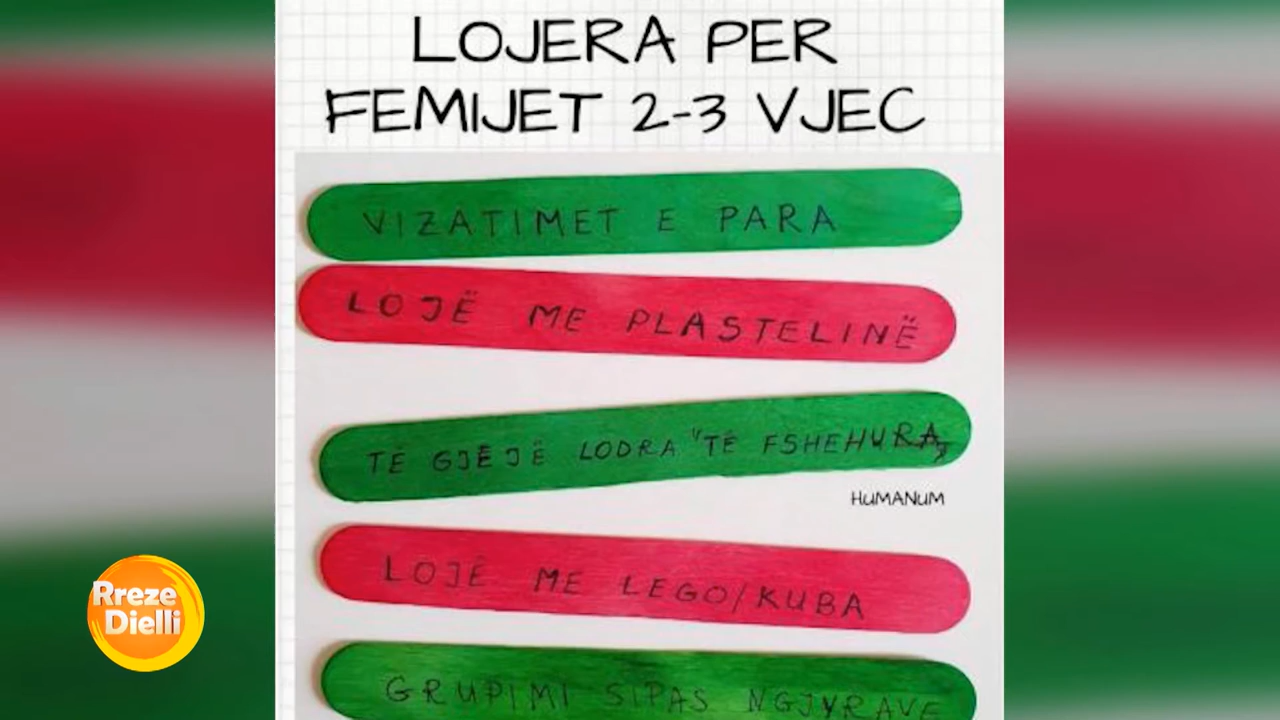 LOJERA PER
FEMIJET 2-3 VJEC
VIZATIMET E PARA
LOJË ME PLASTELINË
TË GJËJË LODRA "TË FSHEHURA,,
HUMANUM
LOJË ME LEGO/KUBA
GRUPIMI SIPAS NGJYRAVE
Rreze
Dielli